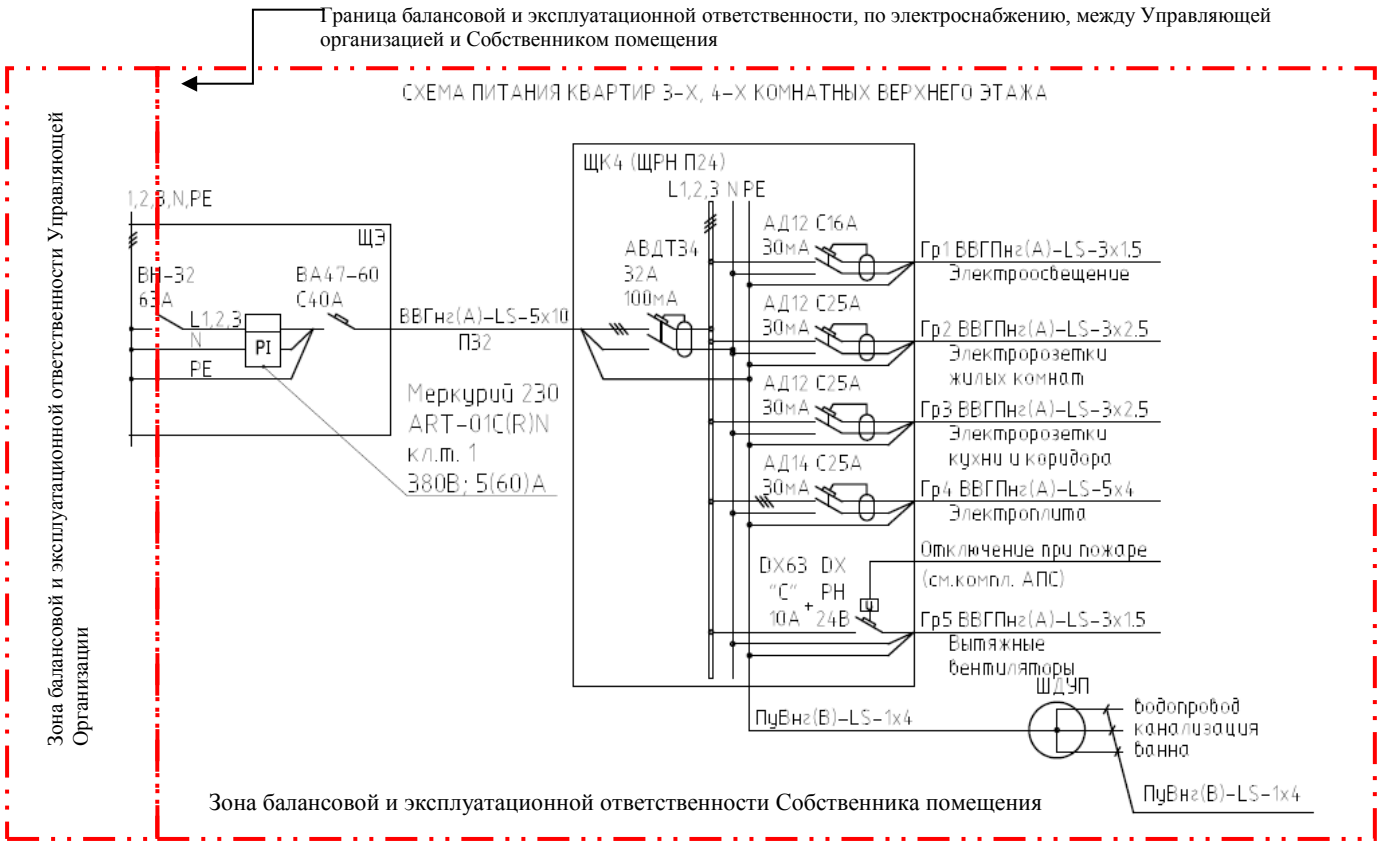 Граница балансовой и эксплуатационной ответственности, по электроснабжению, между Управляющей
организацией и Собственником помещения
СХЕМА ПИТАНИЯ КВАРТИР 3-Х, 4-Х КОМНАТНЫХ ВЕРХНЕГО ЭТАЖА
Зона балансовой и эксплуатационной ответственности Управляющей
Организации
1,2,3,N,PE
ЩЭ
ВН-32
63А
L1,2,3
N
PE
PI
ВА47-60
С40А
ВВГнг(А)-LS-5х10
П32
Меркурий 230
ART-01C(R)N
кл.т. 1
380В; 5(60)А
ЩК4 (ЩРН П24)
L1,2,3 N PE
АВДТ34
32А
100мА
АД12 С16А
30мА
Гр1 ВВГПнг(А)-LS-3х1.5
Электроосвещение
АД12 С25А
30мА
Гр2 ВВГПнг(А)-LS-3х2.5
Электророзетки
жилых комнат
АД12 С25А
30мА
Гр3 ВВГПнг(А)-LS-3х2.5
Электророзетки
кухни и коридора
АД14 С25А
30мА
Гр4 ВВГПнг(А)-LS-5х4
Электроплита
Отключение при пожаре
(см.компл. АПС)
DX63 DX
"C" PH
+
10А 24В
U
Гр5 ВВГПнг(А)-LS-3х1.5
Вытяжные
вентиляторы
ПуВнг(В)-LS-1х4
ШДУП
водопровод
канализация
ванна
ПуВнг(В)-LS-1х4
Зона балансовой и эксплуатационной ответственности Собственника помещения